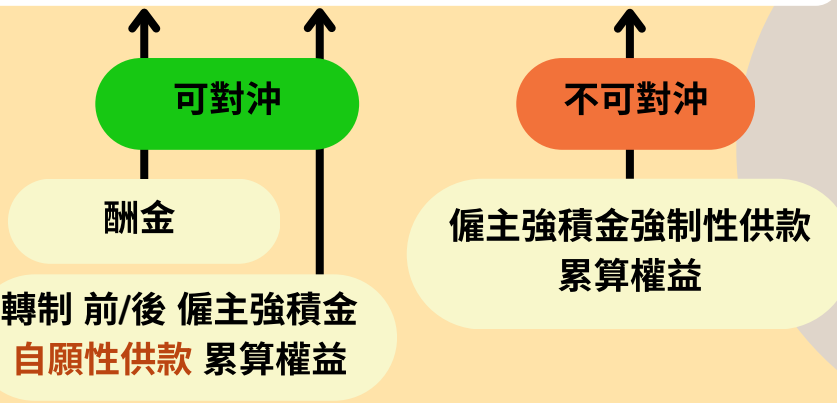 可對沖
不可對沖
酬金
僱主強積金強制性供款
累算權益
轉制 前/後 僱主強積金
自願性供款 累算權益